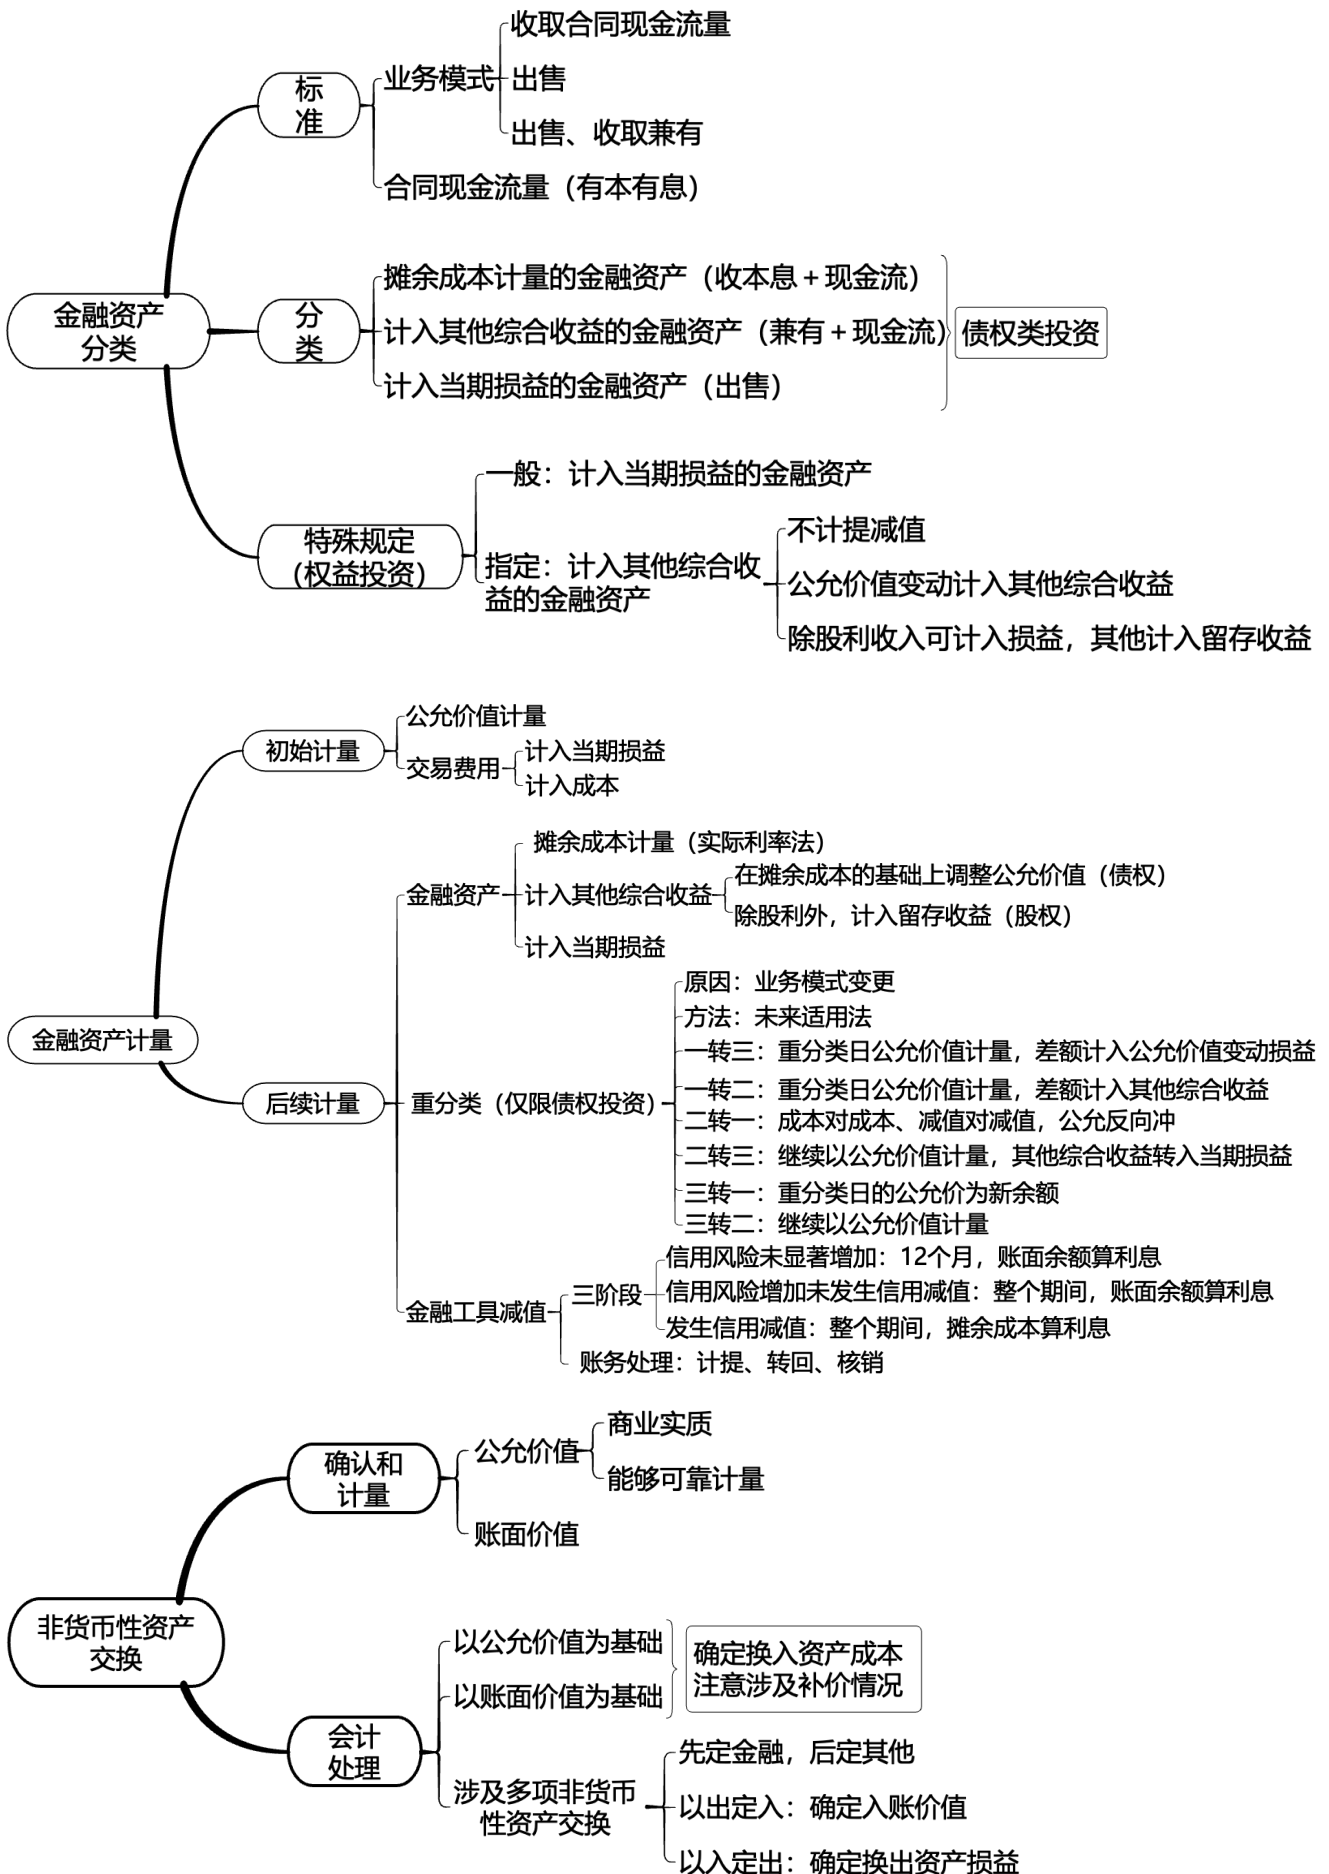 收取合同现金流量
标
准
业务模式
出售
出售、收取兼有
合同现金流量（有本有息）
金融资产
分类
分
类
摊余成本计量的金融资产（收本息＋现金流）
计入其他综合收益的金融资产（兼有＋现金流）
计入当期损益的金融资产（出售）
债权类投资
特殊规定
（权益投资）
一般：计入当期损益的金融资产
指定：计入其他综合收
益的金融资产
不计提减值
公允价值变动计入其他综合收益
除股利收入可计入损益，其他计入留存收益
金融资产计量
初始计量
公允价值计量
交易费用
计入当期损益
计入成本
后续计量
金融资产
摊余成本计量（实际利率法）
计入其他综合收益
在摊余成本的基础上调整公允价值（债权）
除股利外，计入留存收益（股权）
计入当期损益
重分类（仅限债权投资）
原因：业务模式变更
方法：未来适用法
一转三：重分类日公允价值计量，差额计入公允价值变动损益
一转二：重分类日公允价值计量，差额计入其他综合收益
二转一：成本对成本、减值对减值，公允反向冲
二转三：继续以公允价值计量，其他综合收益转入当期损益
三转一：重分类日的公允价为新余额
三转二：继续以公允价值计量
金融工具减值
三阶段
信用风险未显著增加：12个月，账面余额算利息
信用风险增加未发生信用减值：整个期间，账面余额算利息
发生信用减值：整个期间，摊余成本算利息
账务处理：计提、转回、核销
非货币性资产
交换
确认和
计量
公允价值
商业实质
能够可靠计量
账面价值
会计
处理
以公允价值为基础
以账面价值为基础
确定换入资产成本
注意涉及补价情况
涉及多项非货币
性资产交换
先定金融，后定其他
以出定入：确定入账价值
以入定出：确定换出资产损益